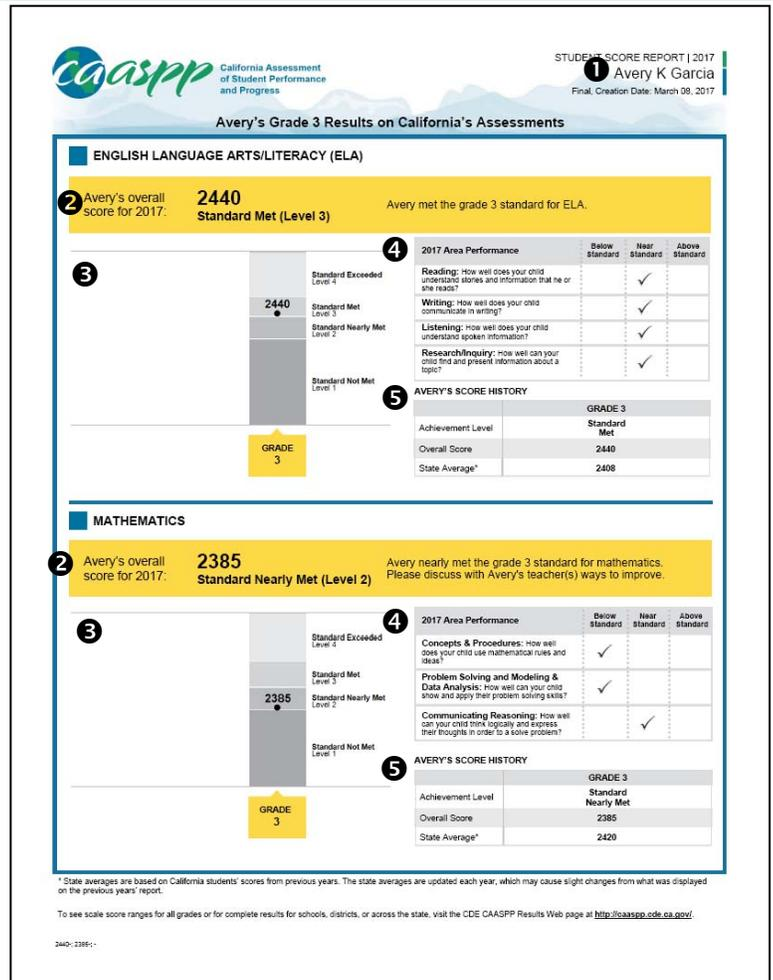 caaspp
California Assessment
of Student Performance
and Progress
STUDENT SCORE REPORT | 2017
1 Avery K Garcia
Final, Creation Date: March 09, 2017
Avery's Grade 3 Results on California's Assessments
ENGLISH LANGUAGE ARTS/LITERACY (ELA)
2 Avery's overall
score for 2017:
2440
Standard Met (Level 3)
Avery met the grade 3 standard for ELA.
3
Standard Exceeded
Level 4
2440
Standard Met
Level 3
Standard Nearly Met
Level 2
Standard Not Met
Level 1
GRADE
3
4
2017 Area Performance
Below
Standard
Near
Standard
Above
Standard
Reading: How well does your child
understand stories and information that he or
she reads?
✓
Writing: How well does your child
communicate in writing?
✓
Listening: How well does your child
understand spoken information?
✓
Research/Inquiry: How well can your
child find and present information about a
topic?
✓
5 AVERY'S SCORE HISTORY
GRADE 3
Achievement Level
Standard
Met
Overall Score 2440
State Average* 2408
MATHEMATICS
2 Avery's overall
score for 2017:
2385
Standard Nearly Met (Level 2)
Avery nearly met the grade 3 standard for mathematics.
Please discuss with Avery's teacher(s) ways to improve.
3
Standard Exceeded
Level 4
Standard Met
Level 3
2385
Standard Nearly Met
Level 2
Standard Not Met
Level 1
GRADE
3
4
2017 Area Performance
Below
Standard
Near
Standard
Above
Standard
Concepts & Procedures: How well
does your child use mathematical rules and
ideas?
✓
Problem Solving and Modeling &
Data Analysis: How well can your child
show and apply their problem solving skills?
✓
Communicating Reasoning: How well
can your child think logically and express
their thoughts in order to a solve problem?
✓
5 AVERY'S SCORE HISTORY
GRADE 3
Achievement Level
Standard
Nearly Met
Overall Score 2385
State Average* 2420
* State averages are based on California students' scores from previous years. The state averages are updated each year, which may cause slight changes from what was displayed
on the previous years' report.
To see scale score ranges for all grades or for complete results for schools, districts, or across the state, visit the CDE CAASPP Results Web page at http://caaspp.cde.ca.gov/.
2440-; 2385-; -